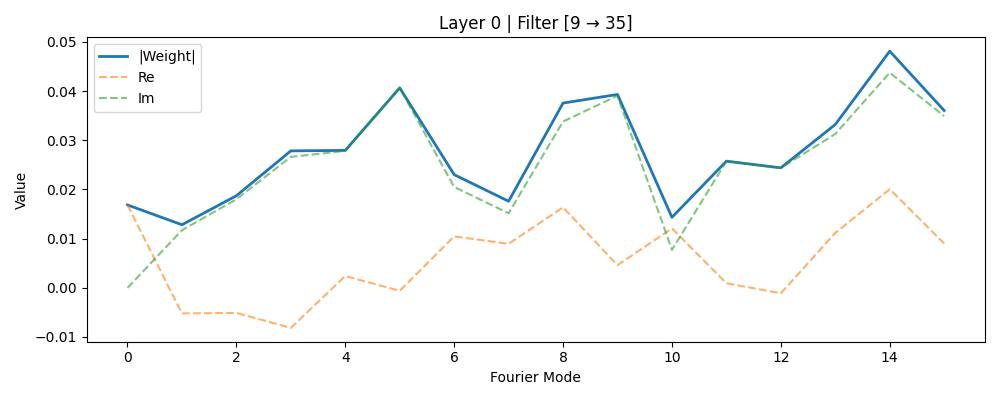 Layer 0 | Filter [9 → 35]
|Weight|
Re
Im
Value
0.05
0.04
0.03
0.02
0.01
0.00
−0.01
0 2 4 6 8 10 12 14
Fourier Mode